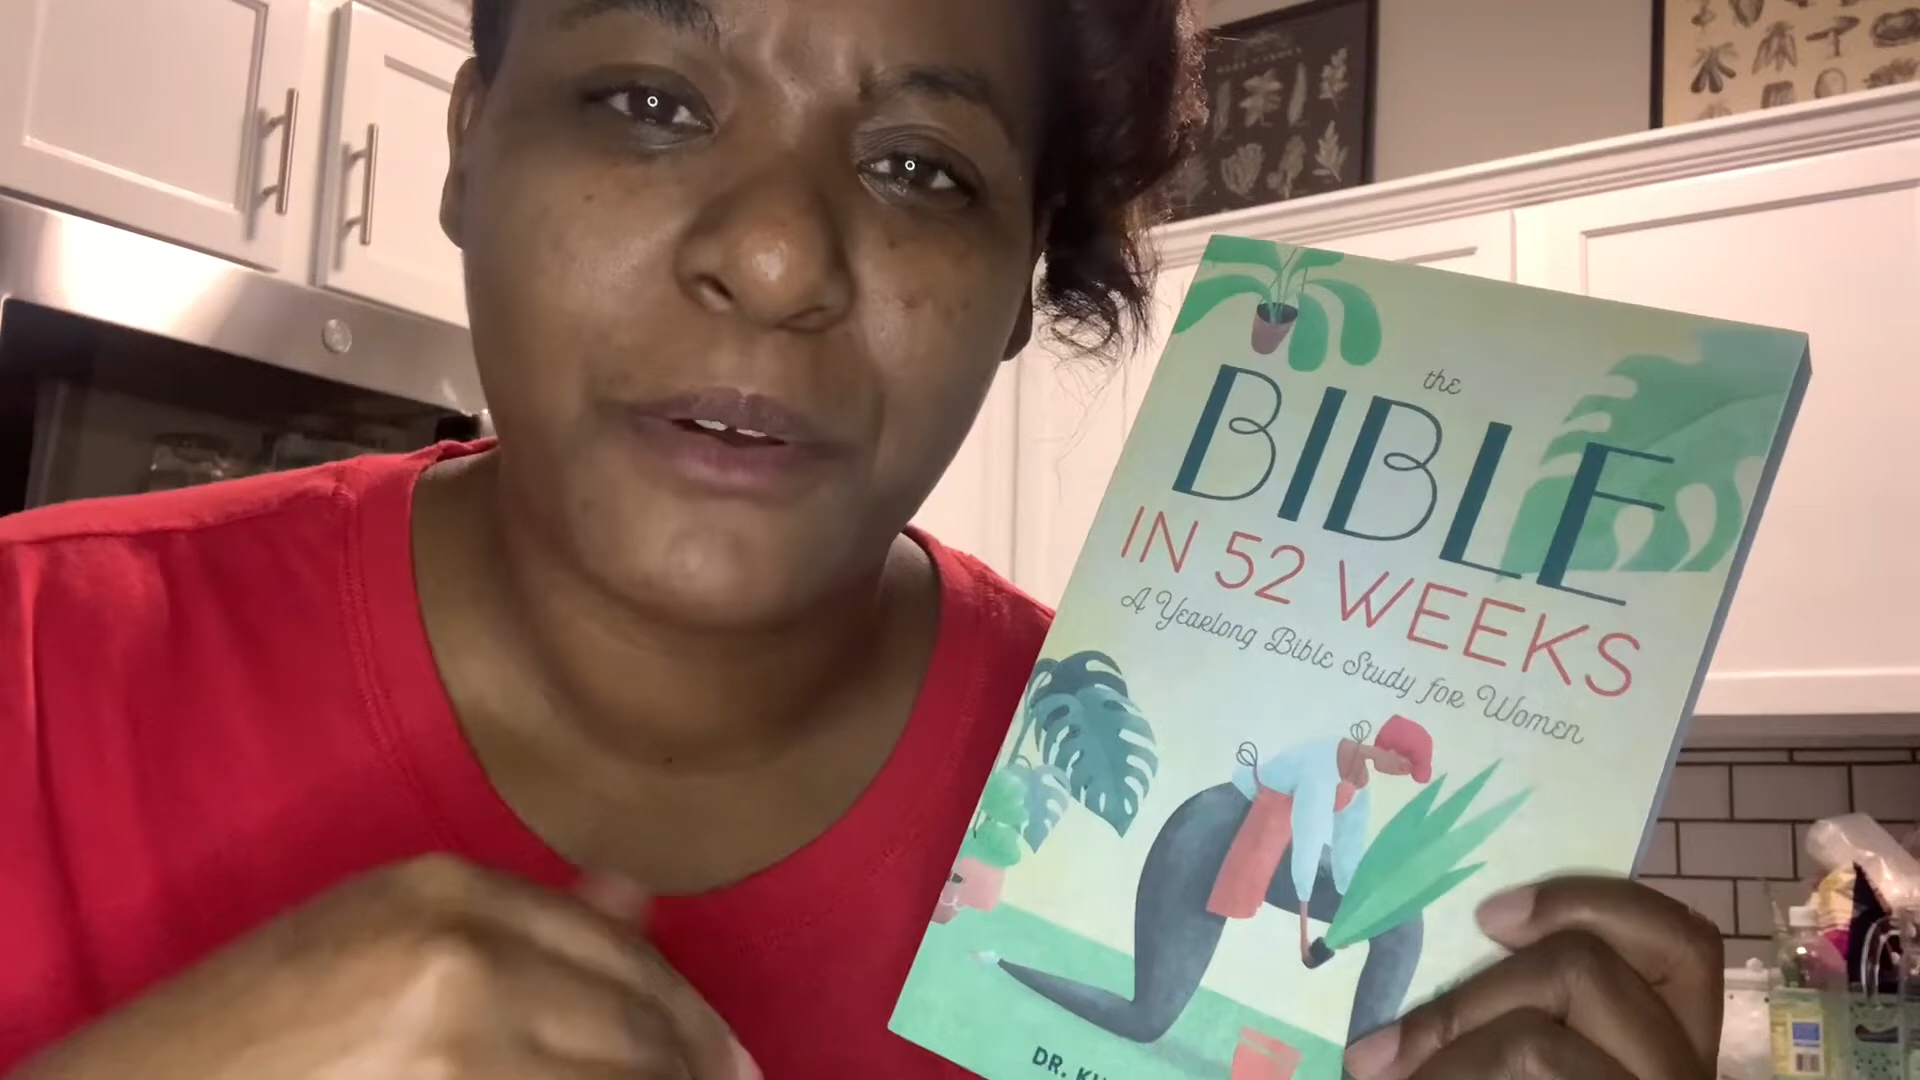 the
BIBLE
IN 52 WEEKS
A Yearlong Bible Study for Women
DR.